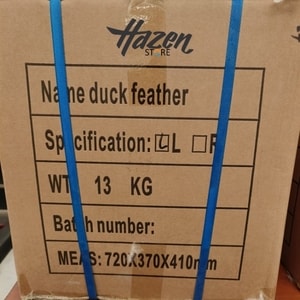 Hazen
STORE
Name duck feather
Specification: ☑L ☐R
WT 13 KG
Batch number:
MEAS: 720X370X410mm